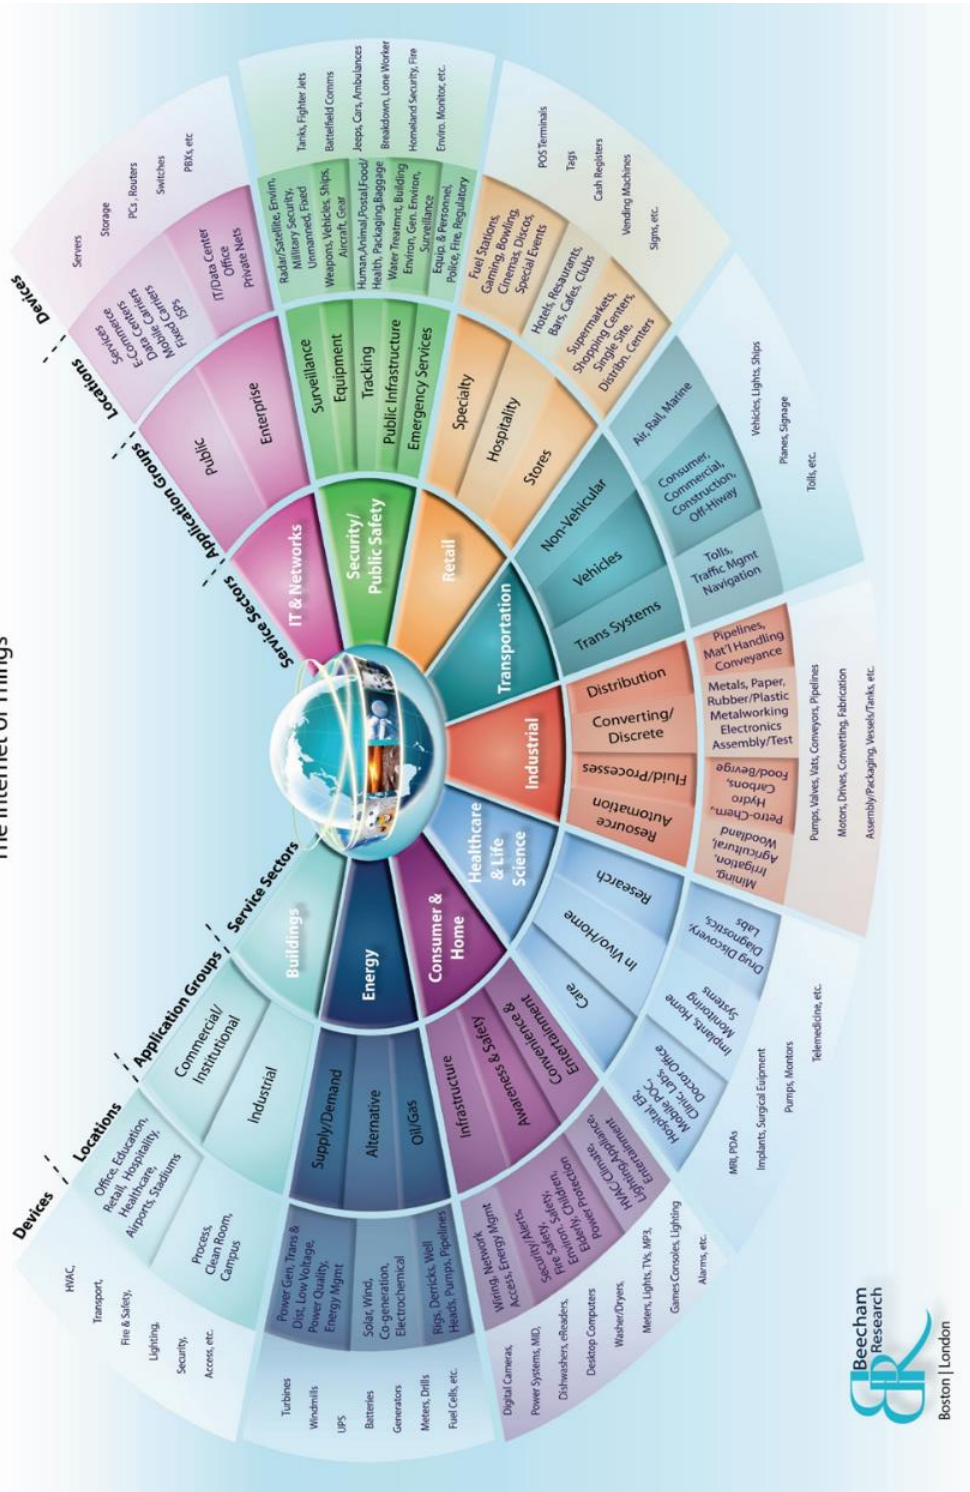 The Internet of Things
Devices
Locations
Application Groups
Service Sectors
Service Sectors
Application Groups
Locations
Devices
Buildings
Commercial/
Institutional
Industrial
Office, Education,
Retail, Hospitality,
Healthcare,
Airports, Stadiums
Process,
Clean Room,
Campus
HVAC,
Transport,
Fire & Safety,
Lighting,
Security,
Access, etc.
Energy
Supply/Demand
Alternative
Oil/Gas
Power Gen, Trans &
Dist, Low Voltage,
Power Quality,
Energy Mgmt
Solar, Wind,
Co-generation,
Electrochemical
Rigs, Derricks, Well
Heads, Pumps, Pipelines
Turbines
Windmills
UPS
Batteries
Generators
Meters, Drills
Fuel Cells, etc.
Consumer &
Home
Infrastructure
Awareness & Safety
Convenience &
Entertainment
Wiring, Network
Access, Energy Mgmt
Security/Alerts,
Fire Safety,
Environ. Safety,
Elderly, Children,
Power Protection
HVAC/Climate,
Lighting,Appliance,
Entertainment
Digital Cameras,
Power Systems, MID,
Dishwashers, eReaders,
Desktop Computers
Washer/Dryers,
Meters, Lights, TVs, MP3,
Games Consoles, Lighting
Alarms, etc.
Healthcare
& Life
Science
Care
In Vivo/Home
Research
Hospital, ER,
Mobile POC,
Clinic, Labs,
Doctor Office
Implants, Home
Monitoring
Systems
Drug Discovery,
Diagnostics,
Labs
MRI, PDAs
Implants, Surgical Euipment
Pumps, Montors
Telemedicine, etc.
Industrial
Resource
Automation
Fluid/Processes
Converting/
Discrete
Distribution
Mining,
Irrigation,
Agricultural,
Woodland
Petro-Chem.,
Hydro
Carbons,
Food/Bevrge
Metals, Paper,
Rubber/Plastic
Metalworking
Electronics
Assembly/Test
Pipelines,
Mat'l Handling
Conveyance
Pumps, Valves, Vats, Conveyors, Pipelines
Motors, Drives, Converting, Fabrication
Assembly/Packaging, Vessels/Tanks, etc.
Transportation
Trans Systems
Vehicles
Non-Vehicular
Tolls,
Traffic Mgmt
Navigation
Consumer,
Commercial,
Construction,
Off-Hiway
Air, Rail, Marine
Vehicles, Lights, Ships
Planes, Signage
Tolls, etc.
Retail
Stores
Hospitality
Specialty
Supermarkets,
Shopping Centers,
Single Site,
Distribn. Centers
Hotels, Resaurants,
Bars, Cafes, Clubs
Fuel Stations,
Gaming, Bowling,
Cinemas, Discos,
Special Events
POS Terminals
Tags
Cash Registers
Vending Machines
Signs, etc.
Security/
Public Safety
Surveillance
Equipment
Tracking
Public Infrastructure
Emergency Services
Radar/Satellite, Envirn,
Millitary Security,
Unmanned, Fixed
Weapons, Vehicles, Ships,
Aircraft, Gear
Human,Animal,Postal,Food/
Health, Packaging,Baggage
Water Treatmnt, Building
Environ, Gen. Environ,
Surveillance
Equip. & Personnel,
Police, Fire, Regulatory
Tanks, Fighter Jets
Battelfield Comms
Jeeps, Cars, Ambulances
Breakdown, Lone Worker
Homeland Security, Fire
Enviro. Monitor, etc.
IT & Networks
Public
Enterprise
Services
E-Commerce
Data Centers
Mobile Carriers
Fixed Carriers
ISPs
IT/Data Center
Office
Private Nets
Servers
Storage
PCs , Routers
Switches
PBXs, etc
BR
Beecham
Research
Boston | London